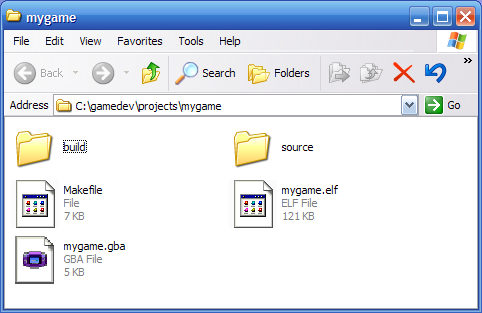 mygame
File Edit View Favorites Tools Help
Back Search Folders
Address C:\gamedev\projects\mygame Go
build
source
Makefile
File
7 KB
mygame.elf
ELF File
121 KB
mygame.gba
GBA File
5 KB